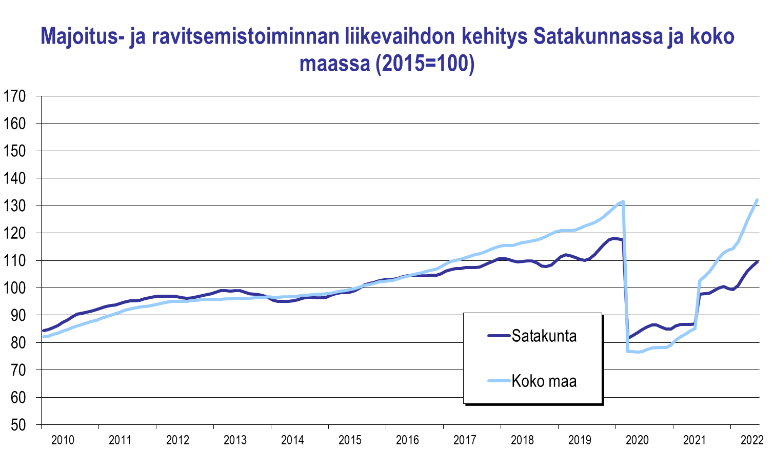 Majoitus- ja ravitsemistoiminnan liikevaihdon kehitys Satakunnassa ja koko
maassa (2015=100)
170
160
150
140
130
120
110
100
90
80
70
60
50
Satakunta
Koko maa
2010 2011 2012 2013 2014 2015 2016 2017 2018 2019 2020 2021 2022